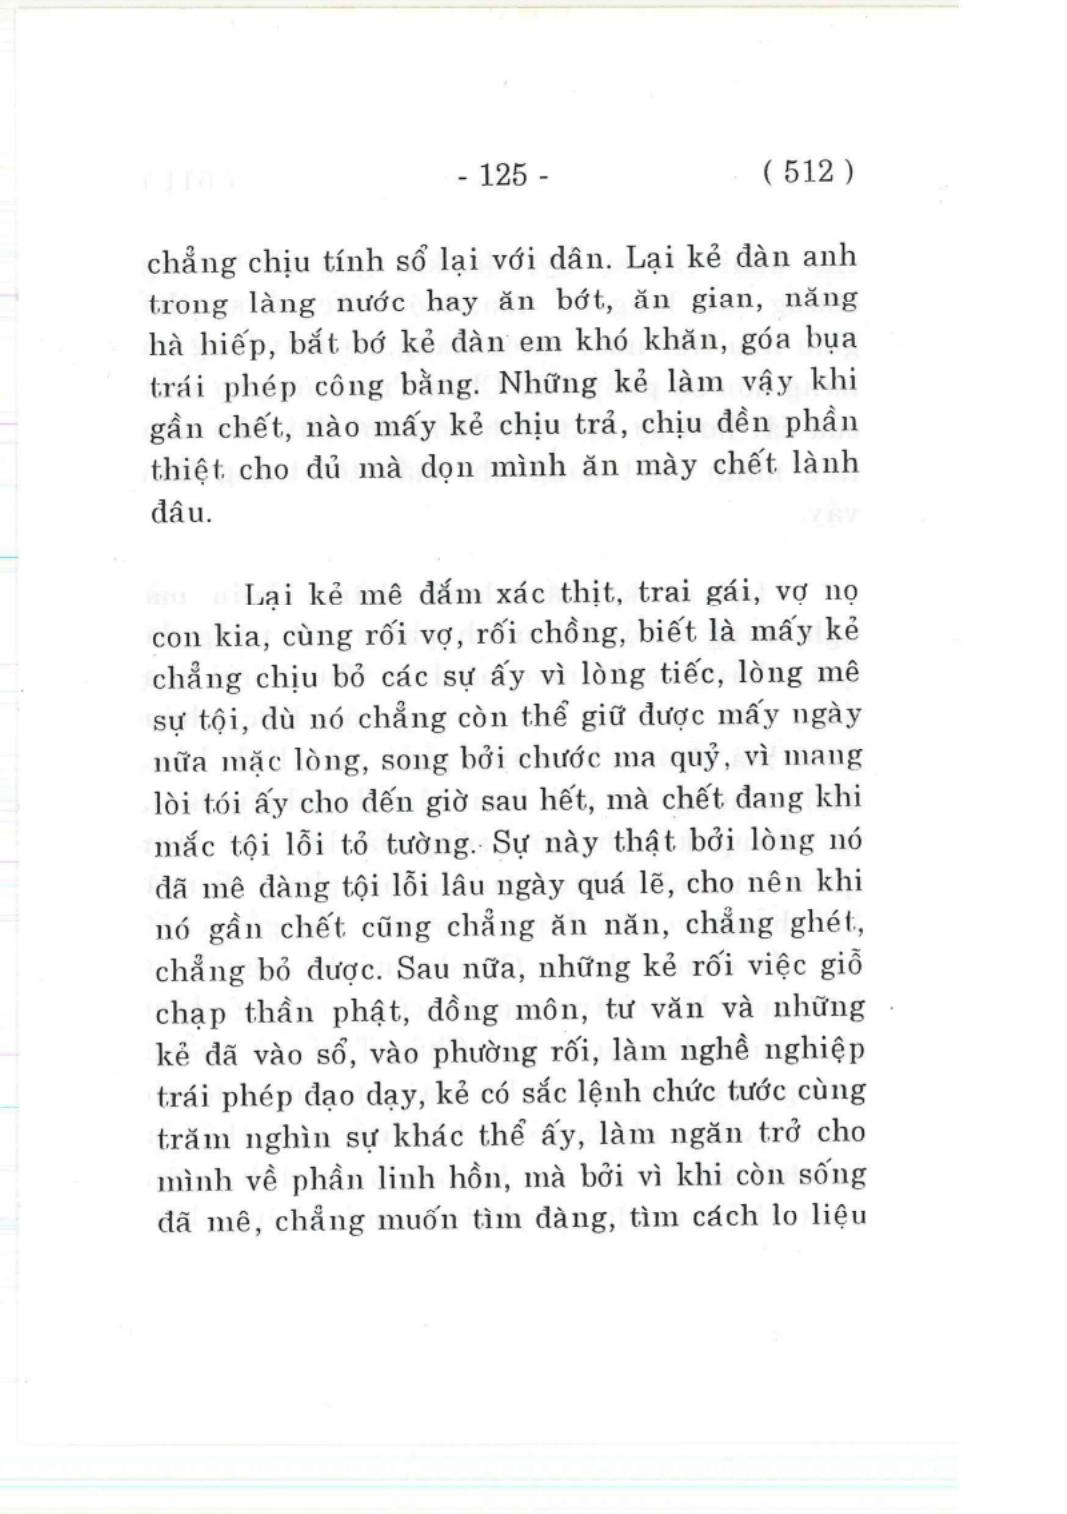 - 125 - ( 512 )
chẳng chịu tính sổ lại với dân. Lại kẻ đàn anh
trong làng nước hay ăn bớt, ăn gian, năng
hà hiếp, bắt bớ kẻ đàn em khó khăn, góa bụa
trái phép công bằng. Những kẻ làm vậy khi
gần chết, nào mấy kẻ chịu trả, chịu đền phần
thiệt cho đủ mà dọn mình ăn mày chết lành
đâu.
Lại kẻ mê đắm xác thịt, trai gái, vợ nọ
con kia, cùng rối vợ, rối chồng, biết là mấy kẻ
chẳng chịu bỏ các sự ấy vì lòng tiếc, lòng mê
sự tội, dù nó chẳng còn thể giữ được mấy ngày
nữa mặc lòng, song bởi chước ma quỷ, vì mang
lòi tói ấy cho đến giờ sau hết, mà chết đang khi
mắc tội lỗi tỏ tường. Sự này thật bởi lòng nó
đã mê đàng tội lỗi lâu ngày quá lẽ, cho nên khi
nó gần chết cũng chẳng ăn năn, chẳng ghét,
chẳng bỏ được. Sau nữa, những kẻ rối việc giỗ
chạp thần phật, đồng môn, tư văn và những
kẻ đã vào sổ, vào phường rối, làm nghề nghiệp
trái phép đạo dạy, kẻ có sắc lệnh chức tước cùng
trăm nghìn sự khác thể ấy, làm ngăn trở cho
mình về phần linh hồn, mà bởi vì khi còn sống
đã mê, chẳng muốn tìm đàng, tìm cách lo liệu